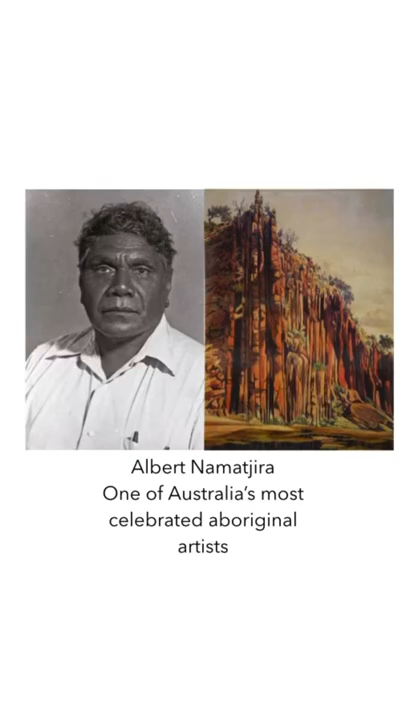 Albert Namatjira
One of Australia's most
celebrated aboriginal
artists